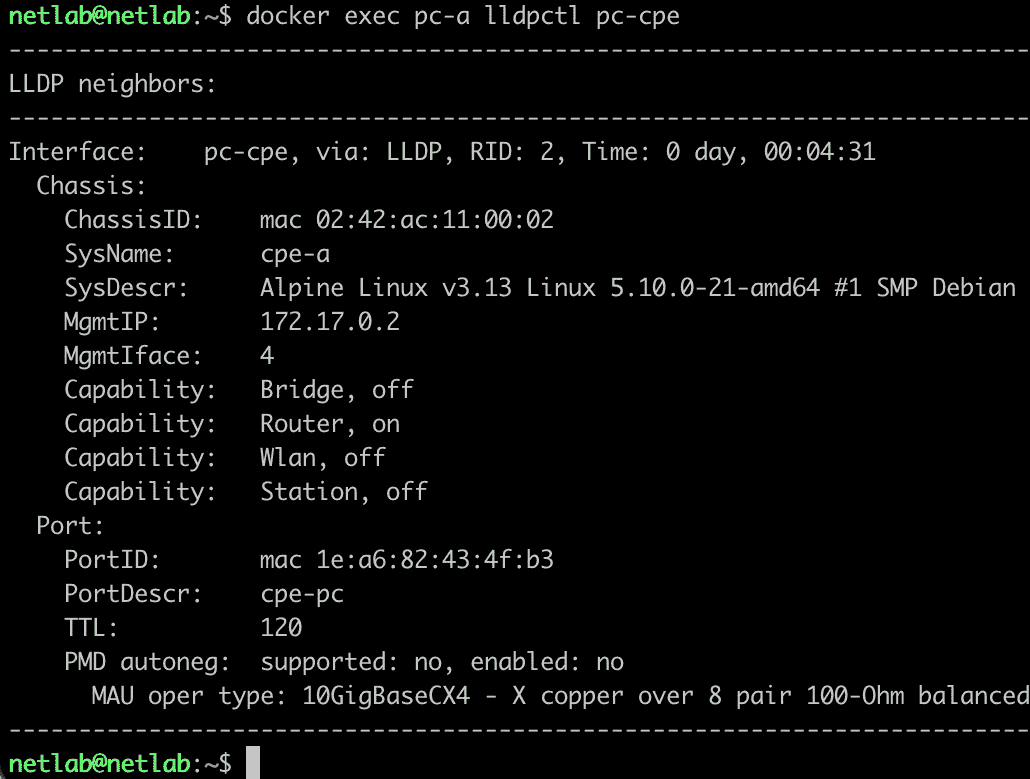 netlab@netlab:~$ docker exec pc-a lldpctl pc-cpe
-------------------------------------------------------------------------
LLDP neighbors:
-------------------------------------------------------------------------
Interface:    pc-cpe, via: LLDP, RID: 2, Time: 0 day, 00:04:31
  Chassis:
    ChassisID:    mac 02:42:ac:11:00:02
    SysName:      cpe-a
    SysDescr:     Alpine Linux v3.13 Linux 5.10.0-21-amd64 #1 SMP Debian
    MgmtIP:       172.17.0.2
    MgmtIface:    4
    Capability:   Bridge, off
    Capability:   Router, on
    Capability:   Wlan, off
    Capability:   Station, off
  Port:
    PortID:       mac 1e:a6:82:43:4f:b3
    PortDescr:    cpe-pc
    TTL:          120
    PMD autoneg:  supported: no, enabled: no
      MAU oper type: 10GigBaseCX4 - X copper over 8 pair 100-Ohm balanced
-------------------------------------------------------------------------
netlab@netlab:~$